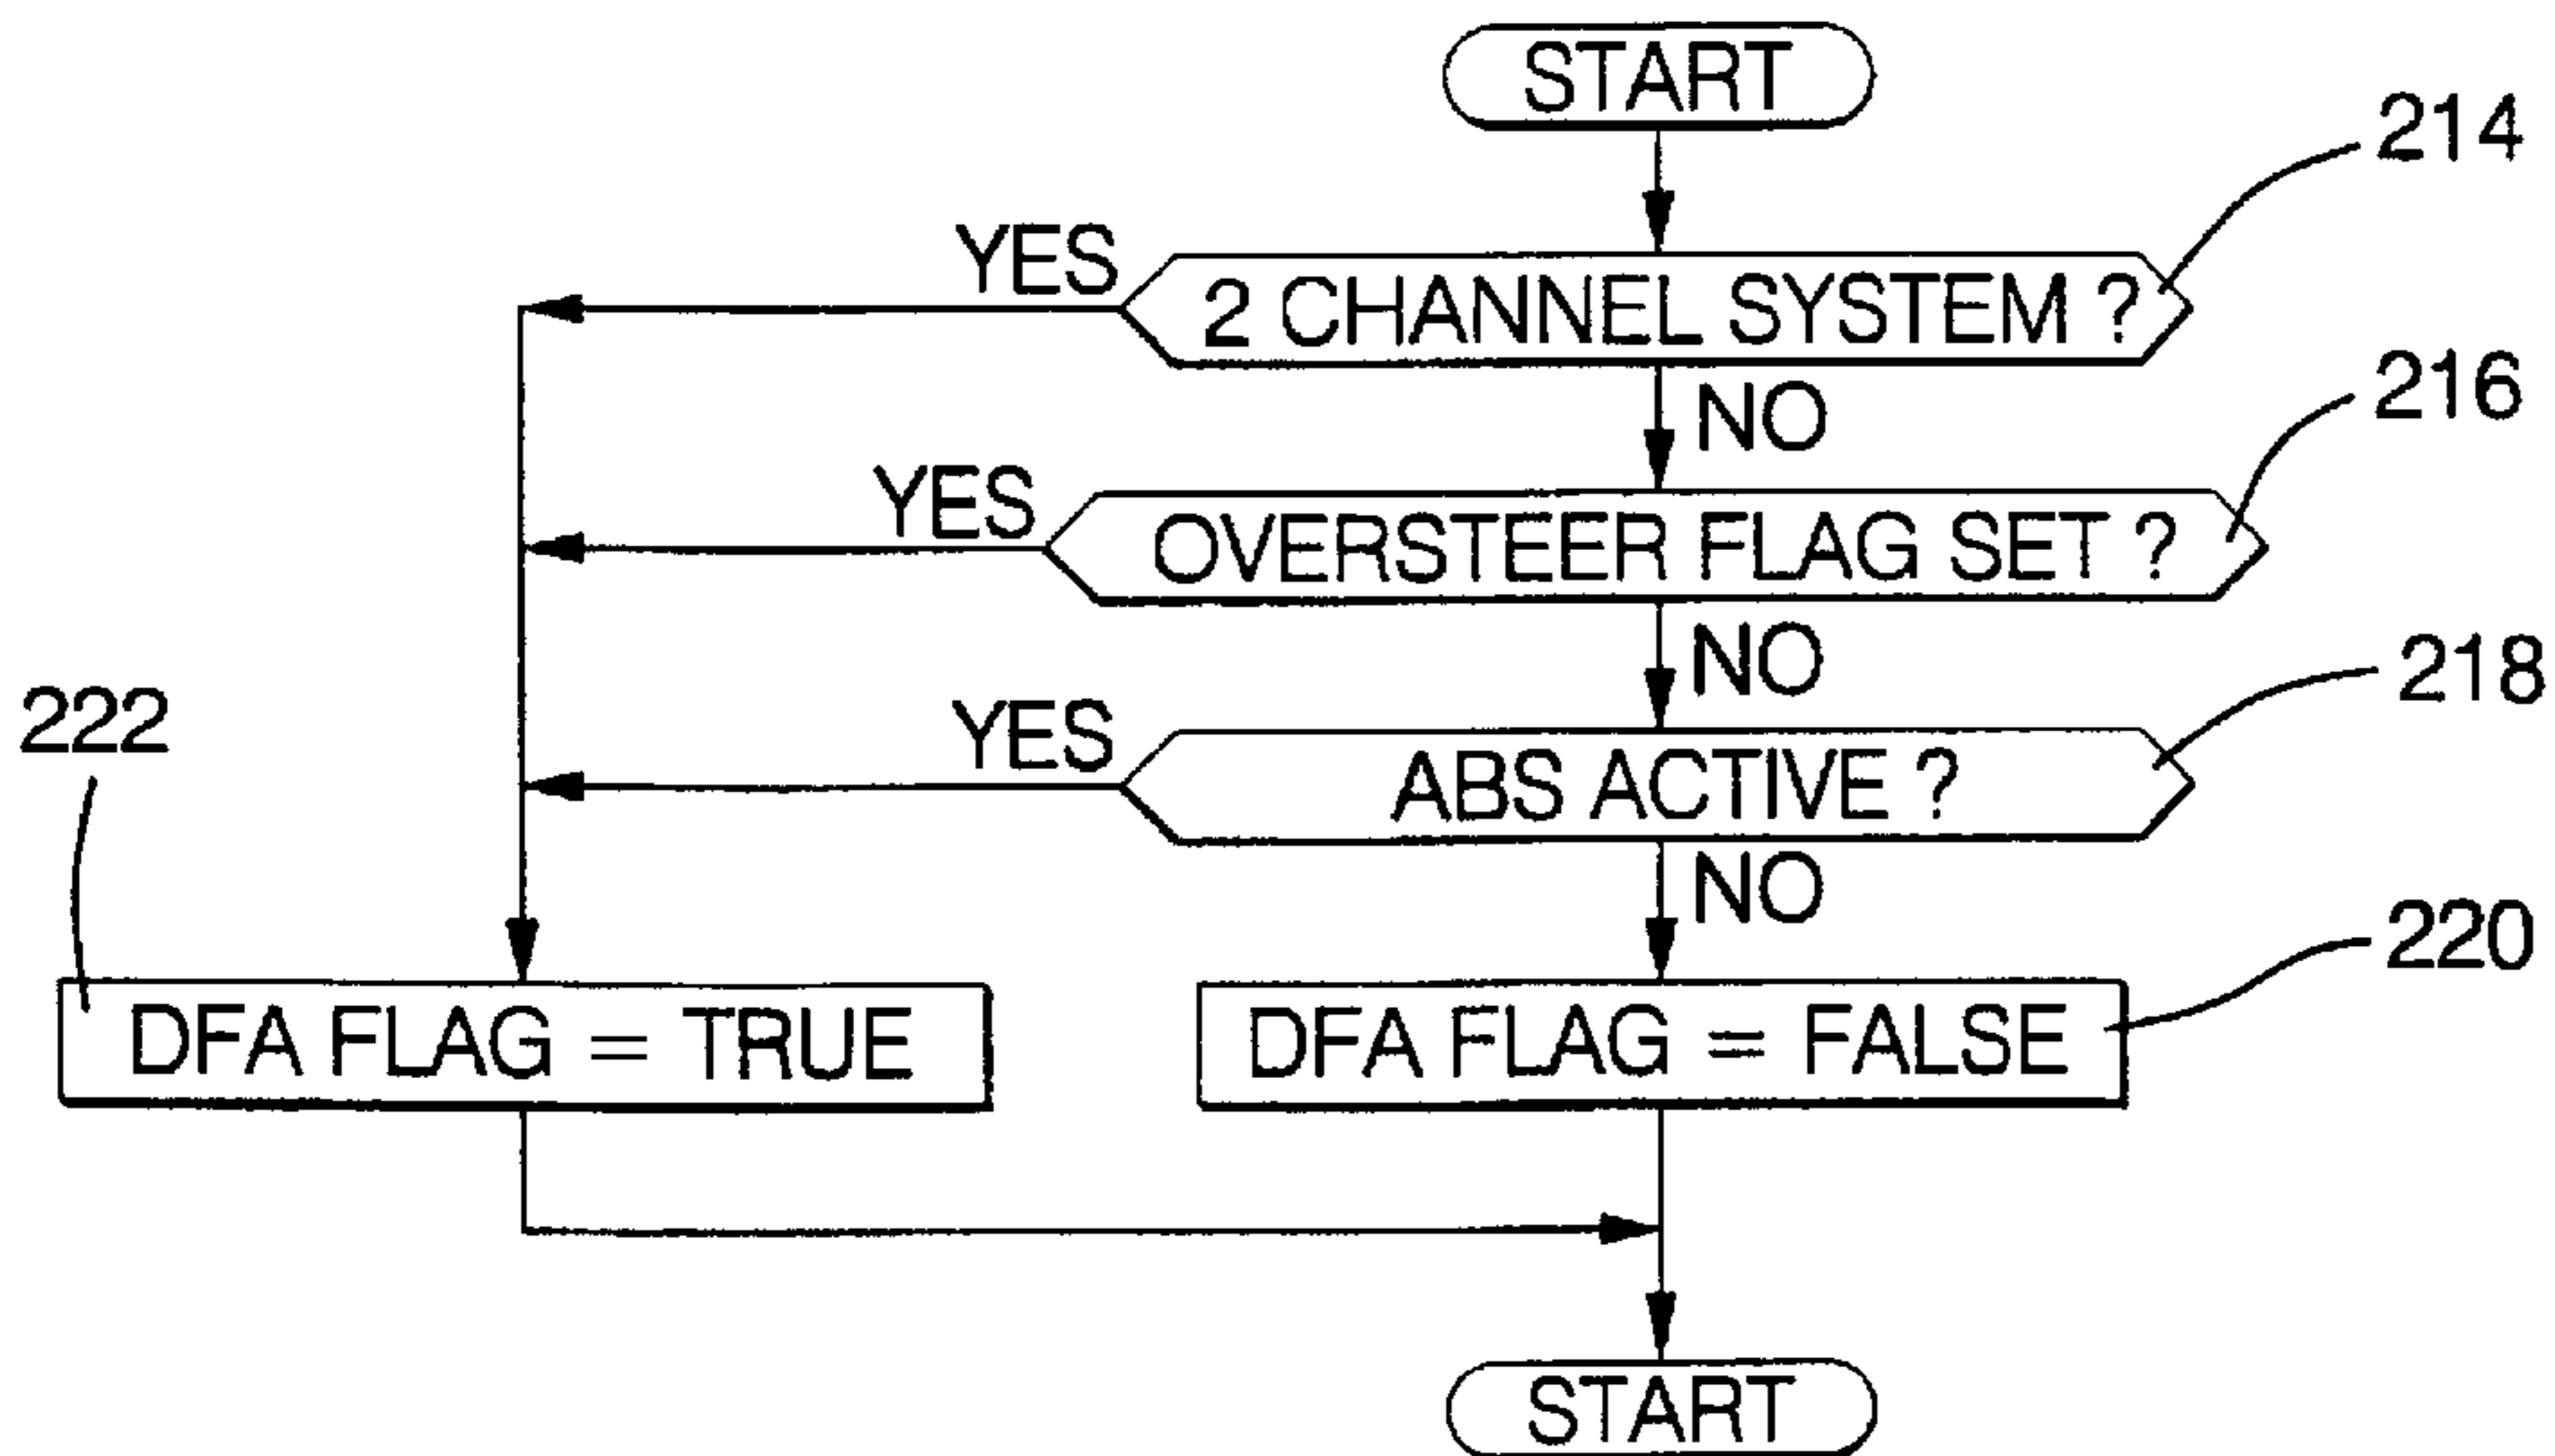 START
214
YES
2 CHANNEL SYSTEM ?
NO
216
YES
OVERSTEER FLAG SET ?
NO
218
YES
ABS ACTIVE ?
NO
222
220
DFA FLAG = TRUE
DFA FLAG = FALSE
START